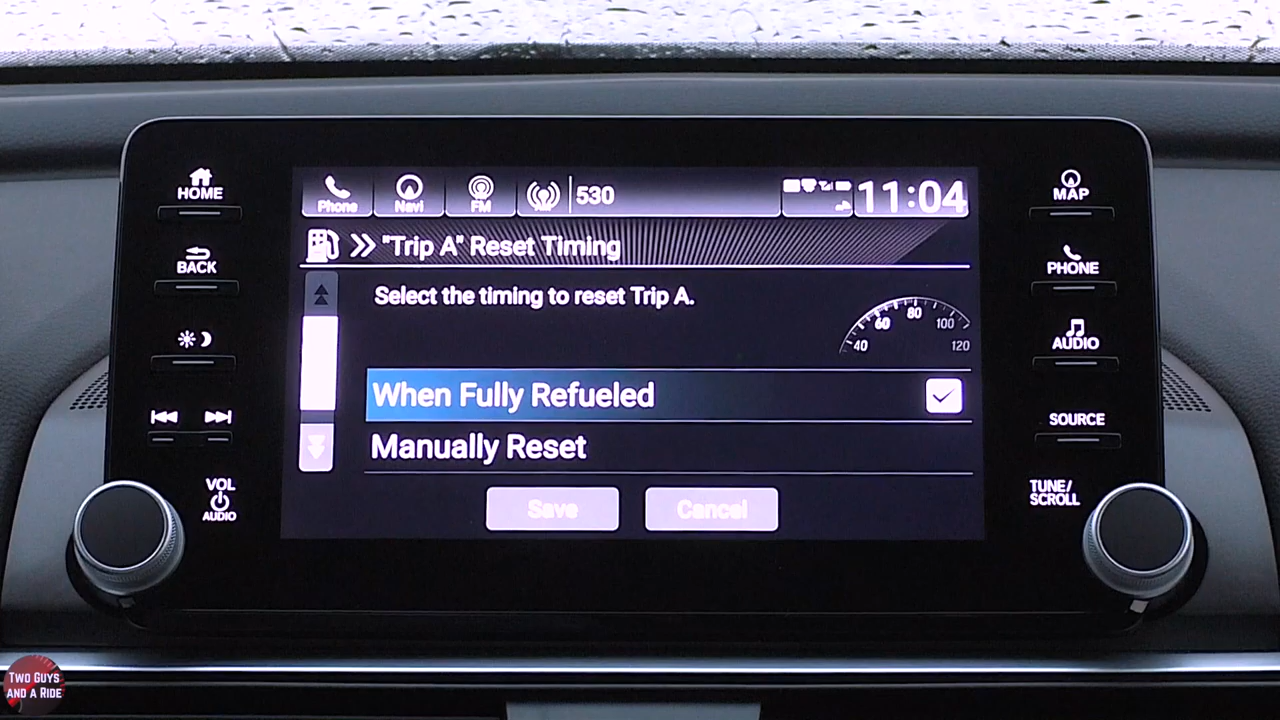 HOME
BACK
VOL
AUDIO
Phone
Navi
FM
530
11:04
"Trip A" Reset Timing
Select the timing to reset Trip A.
40
60
80
100
120
When Fully Refueled
Manually Reset
Save
Cancel
MAP
PHONE
AUDIO
SOURCE
TUNE/
SCROLL
TWO GUYS
AND A RIDE